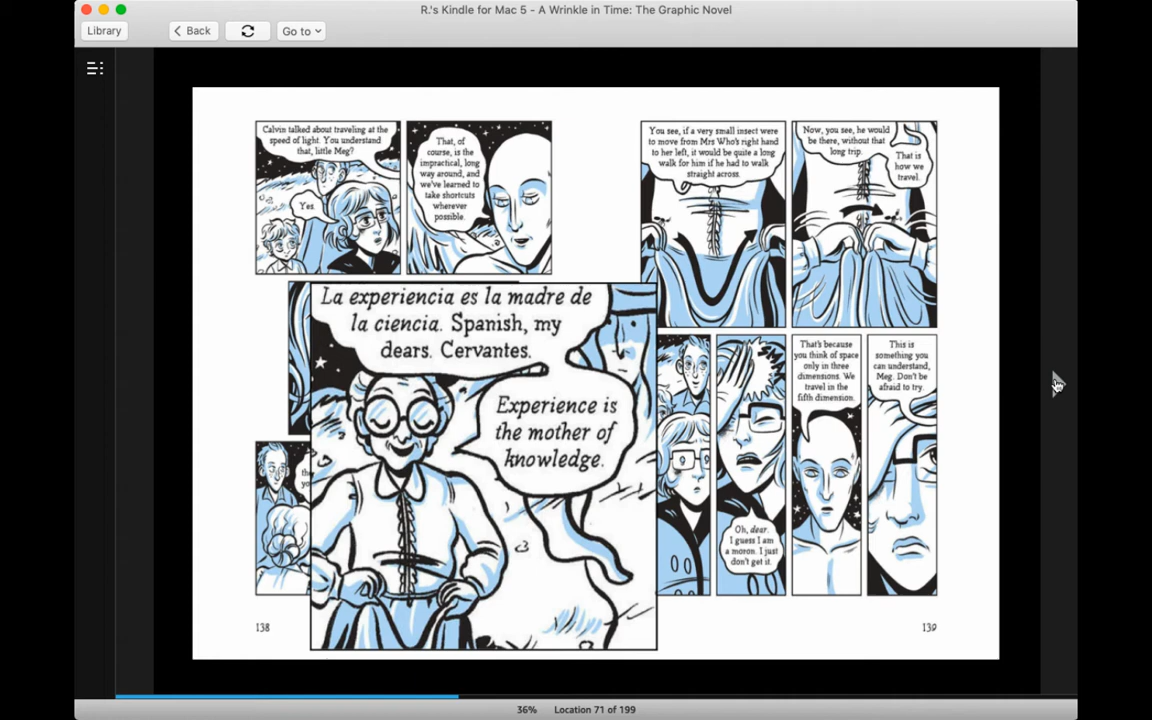 R.'s Kindle for Mac 5 - A Wrinkle in Time: The Graphic Novel
Library
Back
Go to
Calvin talked about traveling at the
speed of light. You understand
that, little Meg?
Yes.
That, of
course, is the
impractical, long
way around, and
we've learned to
take shortcuts
wherever
possible.
La experiencia es la madre de
la ciencia. Spanish, my
dears. Cervantes.
Experience is
the mother of
knowledge.
138
You see, if a very small insect were
to move from Mrs Who's right hand
to her left, it would be quite a long
walk for him if he had to walk
straight across.
Now, you see, he would
be there, without that
long trip.
That is
how we
travel.
Oh, dear.
I guess I am
a moron. I just
don't get it.
That's because
you think of space
only in three
dimensions. We
travel in the
fifth dimension.
This is
something you
can understand,
Meg. Don't be
afraid to try.
139
36%
Location 71 of 199